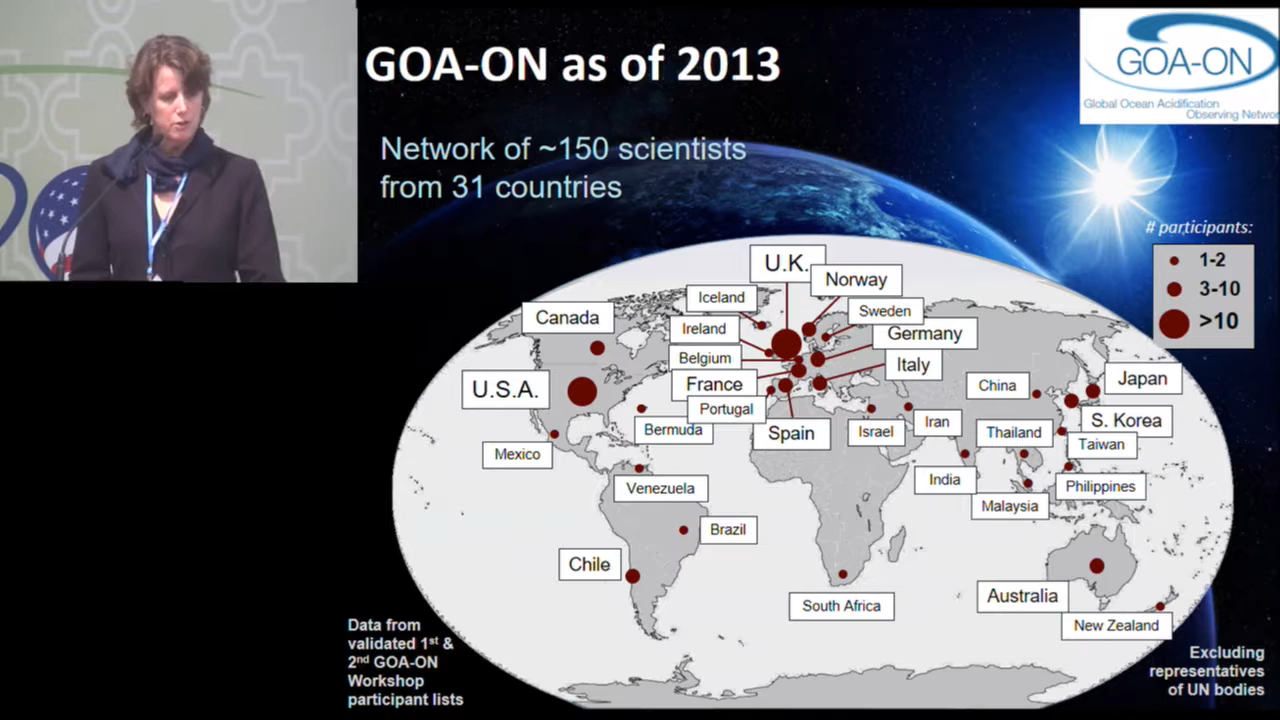 GOA-ON as of 2013
GOA-ON
Global Ocean Acidification
Observing Networ
Network of ~150 scientists
from 31 countries
# participants:
1-2
3-10
>10
U.K.
Norway
Iceland
Sweden
Canada
Ireland
Germany
Belgium
Italy
U.S.A.
France
China
Japan
Portugal
Bermuda
Spain
Israel
Iran
Thailand
S. Korea
Taiwan
Mexico
Venezuela
India
Philippines
Malaysia
Brazil
Chile
South Africa
Australia
New Zealand
Data from
validated 1st &
2nd GOA-ON
Workshop
participant lists
Excluding
representatives
of UN bodies